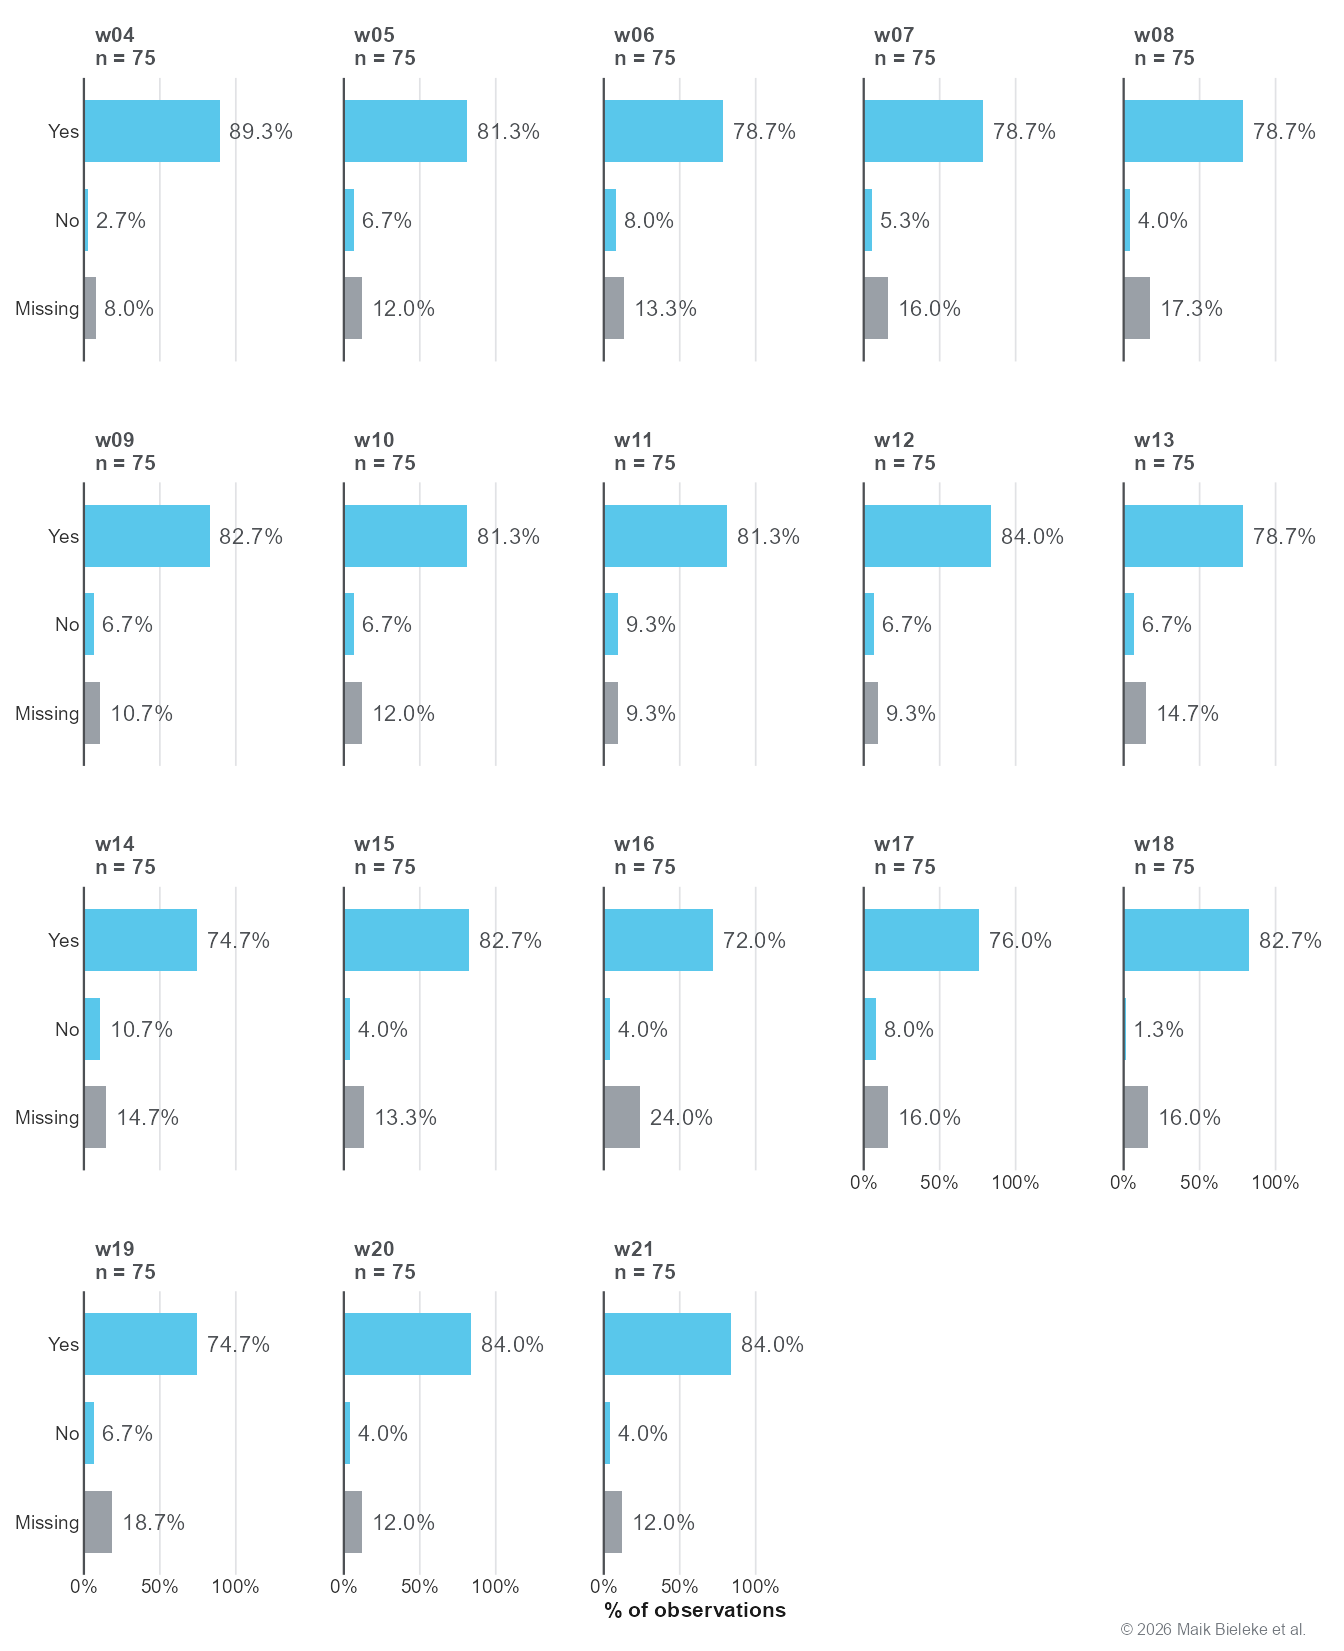 w04
n = 75
w05
n = 75
w06
n = 75
w07
n = 75
w08
n = 75
Yes
89.3%
81.3%
78.7%
78.7%
78.7%
No
2.7%
6.7%
8.0%
5.3%
4.0%
Missing
8.0%
12.0%
13.3%
16.0%
17.3%
w09
n = 75
w10
n = 75
w11
n = 75
w12
n = 75
w13
n = 75
Yes
82.7%
81.3%
81.3%
84.0%
78.7%
No
6.7%
6.7%
9.3%
6.7%
6.7%
Missing
10.7%
12.0%
9.3%
9.3%
14.7%
w14
n = 75
w15
n = 75
w16
n = 75
w17
n = 75
w18
n = 75
Yes
74.7%
82.7%
72.0%
76.0%
82.7%
No
10.7%
4.0%
4.0%
8.0%
1.3%
Missing
14.7%
13.3%
24.0%
16.0%
16.0%
0% 50% 100%
0% 50% 100%
w19
n = 75
w20
n = 75
w21
n = 75
Yes
74.7%
84.0%
84.0%
No
6.7%
4.0%
4.0%
Missing
18.7%
12.0%
12.0%
0% 50% 100%
0% 50% 100%
0% 50% 100%
% of observations
© 2026 Maik Bieleke et al.